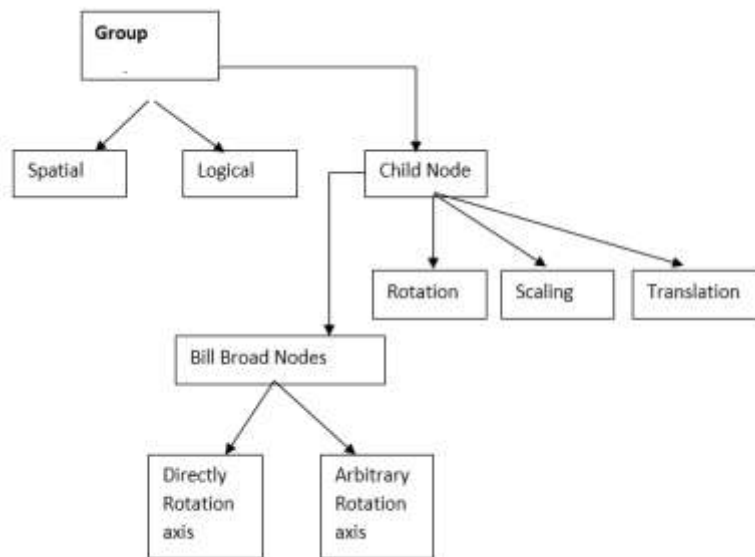 Group
Spatial
Logical
Child Node
Rotation
Scaling
Translation
Bill Broad Nodes
Directly
Rotation
axis
Arbitrary
Rotation
axis